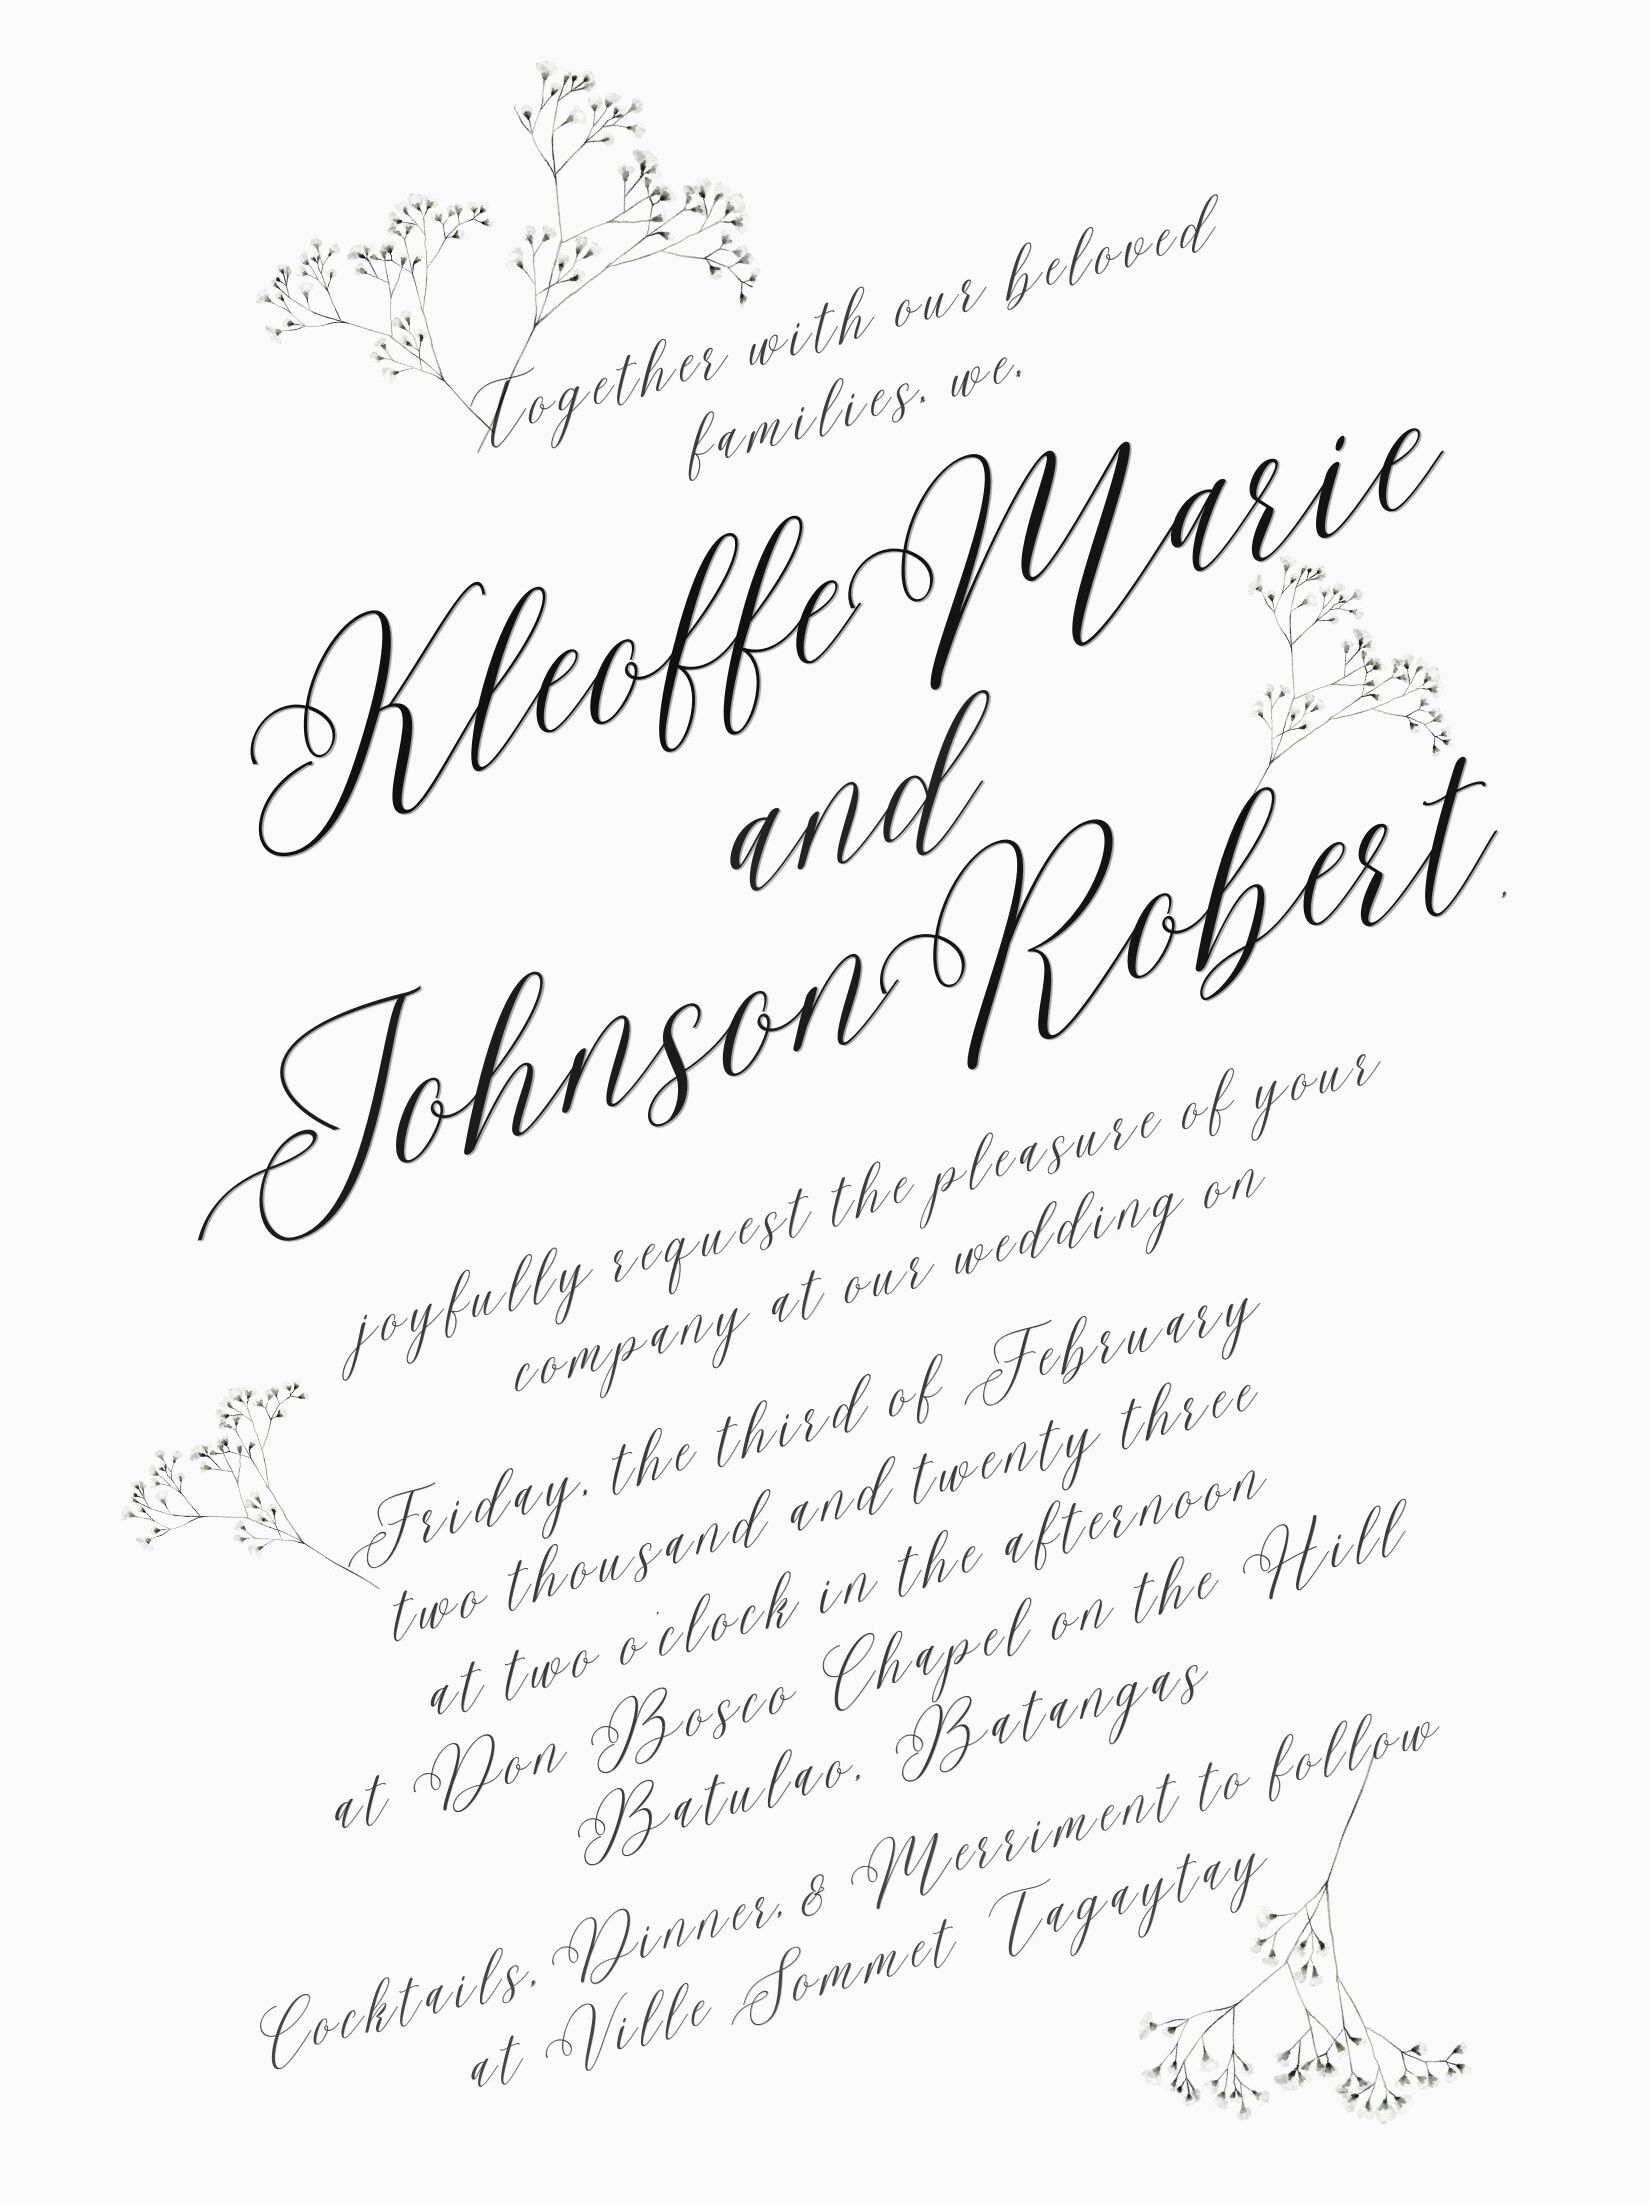 Together with our beloved
families, we,
Kleoffe Marie
and
Johnson Robert,
joyfully request the pleasure of your
company at our wedding on
Friday, the third of February
two thousand and twenty three
at two o'clock in the afternoon
at Don Bosco Chapel on the Hill
Batulao, Batangas
Cocktails, Dinner, & Merriment to follow
at Ville Sommet Tagaytay